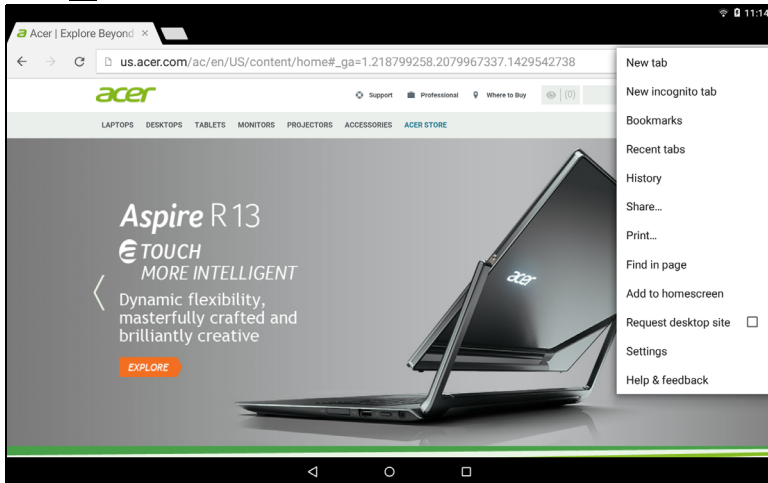 11:14
acer Acer | Explore Beyond ×
us.acer.com/ac/en/US/content/home#_ga=1.218799258.2079967337.1429542738
acer
Support Professional Where to Buy (0)
LAPTOPS DESKTOPS TABLETS MONITORS PROJECTORS ACCESSORIES ACER STORE
Aspire R 13
TOUCH
MORE INTELLIGENT
Dynamic flexibility,
masterfully crafted and
brilliantly creative
EXPLORE
acer
New tab
New incognito tab
Bookmarks
Recent tabs
History
Share...
Print...
Find in page
Add to homescreen
Request desktop site
Settings
Help & feedback